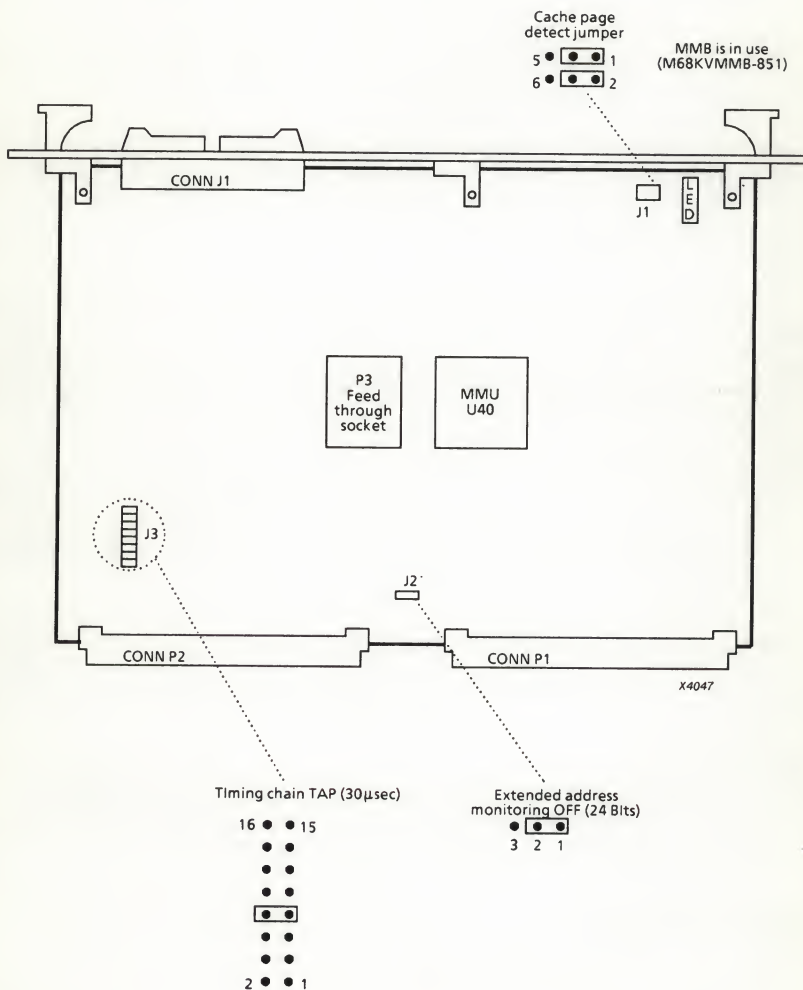 Cache page
detect jumper
5 1
6 2
MMB is in use
(M68KVMMB-851)
CONN J1
J1
LED
P3
Feed
through
socket
MMU
U40
J3
J2
CONN P2
CONN P1
X4047
TIming chain TAP (30µsec)
16 15
2 1
Extended address
monitoring OFF (24 BIts)
3 2 1